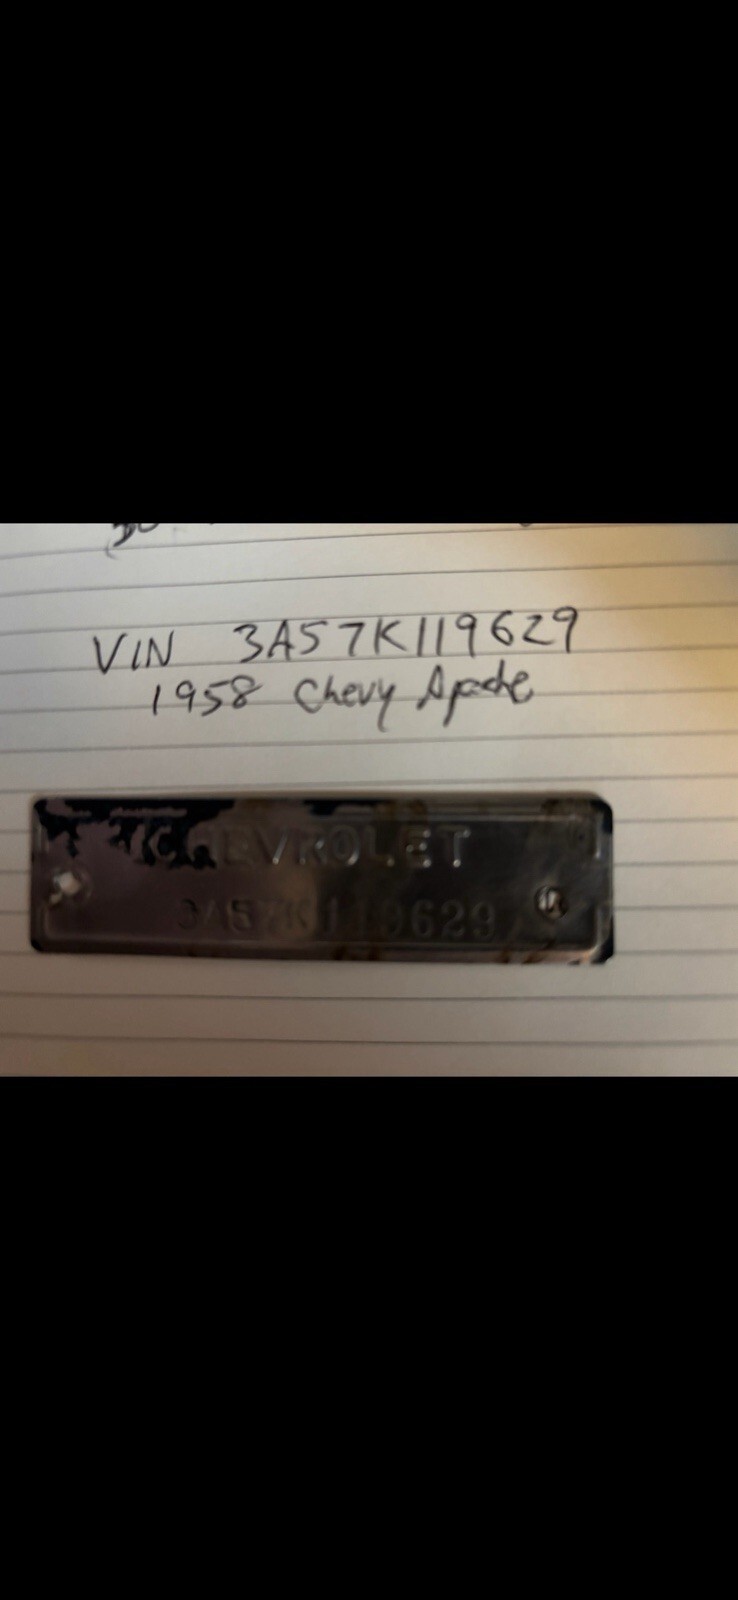 VIN 3A57K119629
1958 Chevy Apache
CHEVROLET
3A57K119629